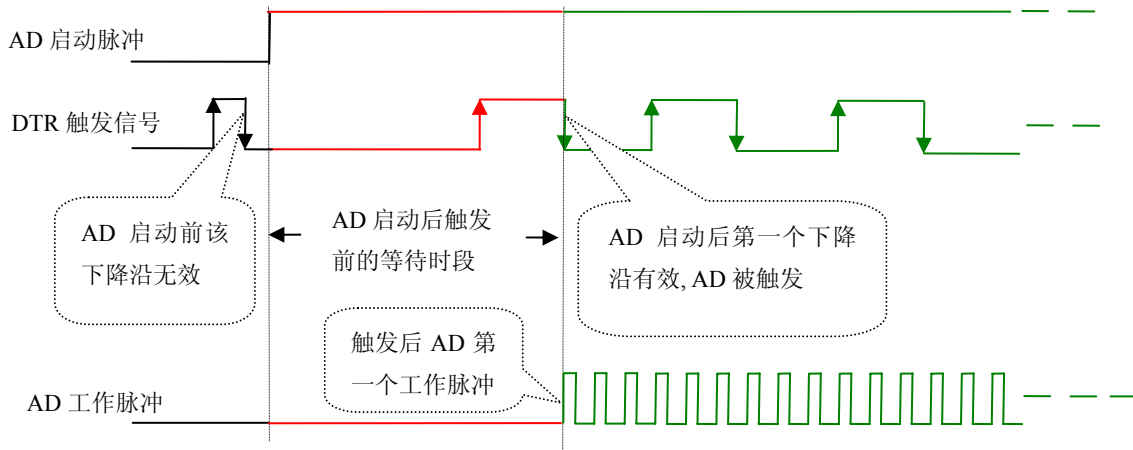 AD 启动脉冲
DTR 触发信号
AD 启动前该
下降沿无效
AD 启动后触发
前的等待时段
AD 启动后第一个下降
沿有效, AD 被触发
触发后 AD 第
一个工作脉冲
AD 工作脉冲